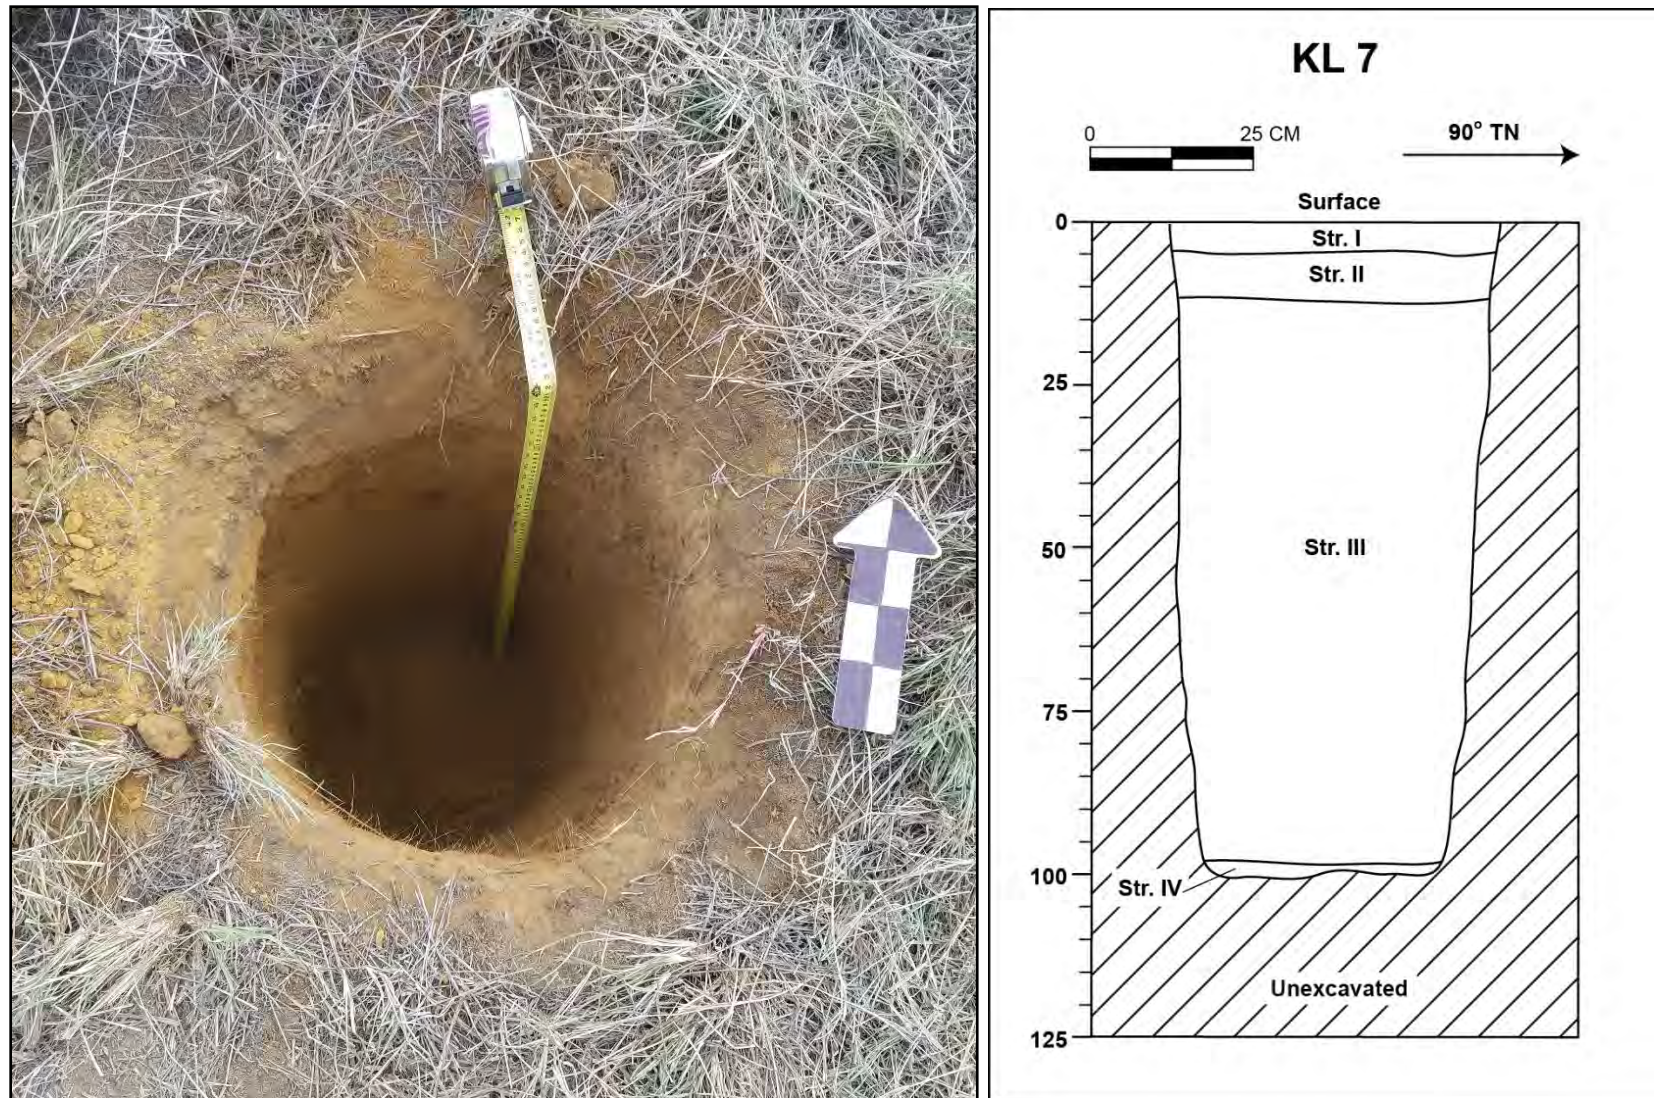 KL 7
0 25 CM
90° TN
Surface
0
Str. I
Str. II
25
Str. III
50
75
100
Str. IV
Unexcavated
125